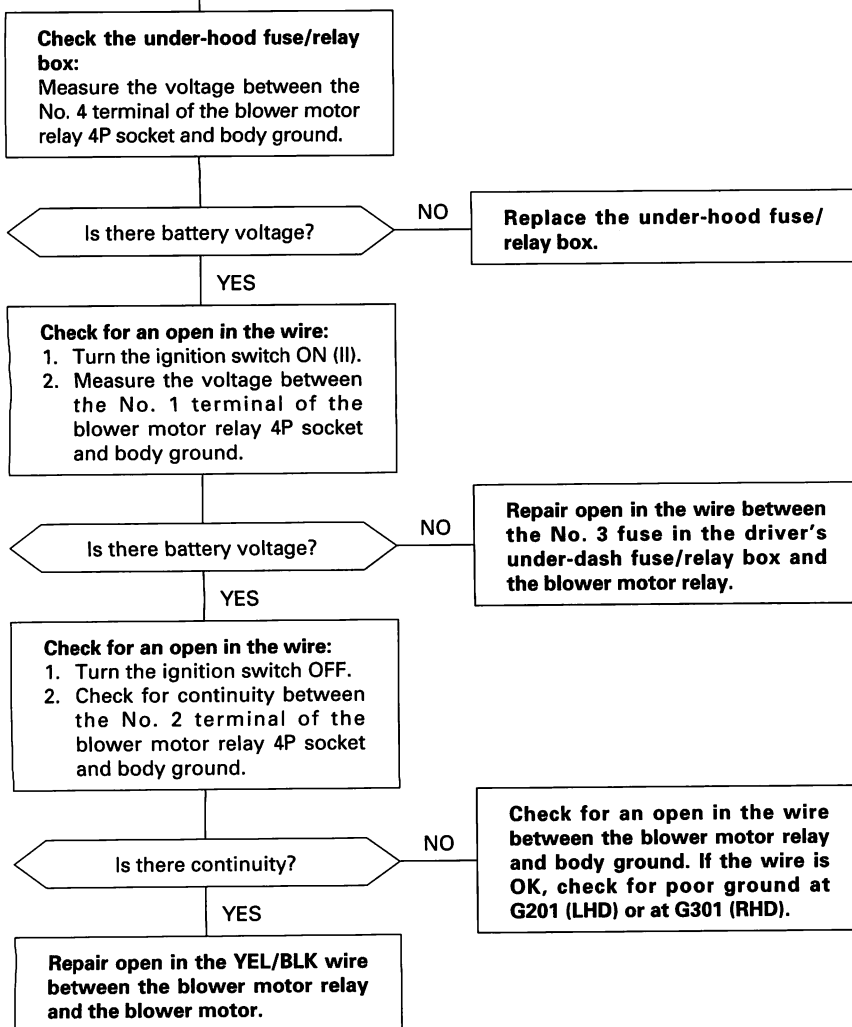 Check the under-hood fuse/relay
box:
Measure the voltage between the
No. 4 terminal of the blower motor
relay 4P socket and body ground.
Is there battery voltage?
NO
Replace the under-hood fuse/
relay box.
YES
Check for an open in the wire:
1. Turn the ignition switch ON (II).
2. Measure the voltage between
the No. 1 terminal of the
blower motor relay 4P socket
and body ground.
Is there battery voltage?
NO
Repair open in the wire between
the No. 3 fuse in the driver's
under-dash fuse/relay box and
the blower motor relay.
YES
Check for an open in the wire:
1. Turn the ignition switch OFF.
2. Check for continuity between
the No. 2 terminal of the
blower motor relay 4P socket
and body ground.
Is there continuity?
NO
Check for an open in the wire
between the blower motor relay
and body ground. If the wire is
OK, check for poor ground at
G201 (LHD) or at G301 (RHD).
YES
Repair open in the YEL/BLK wire
between the blower motor relay
and the blower motor.